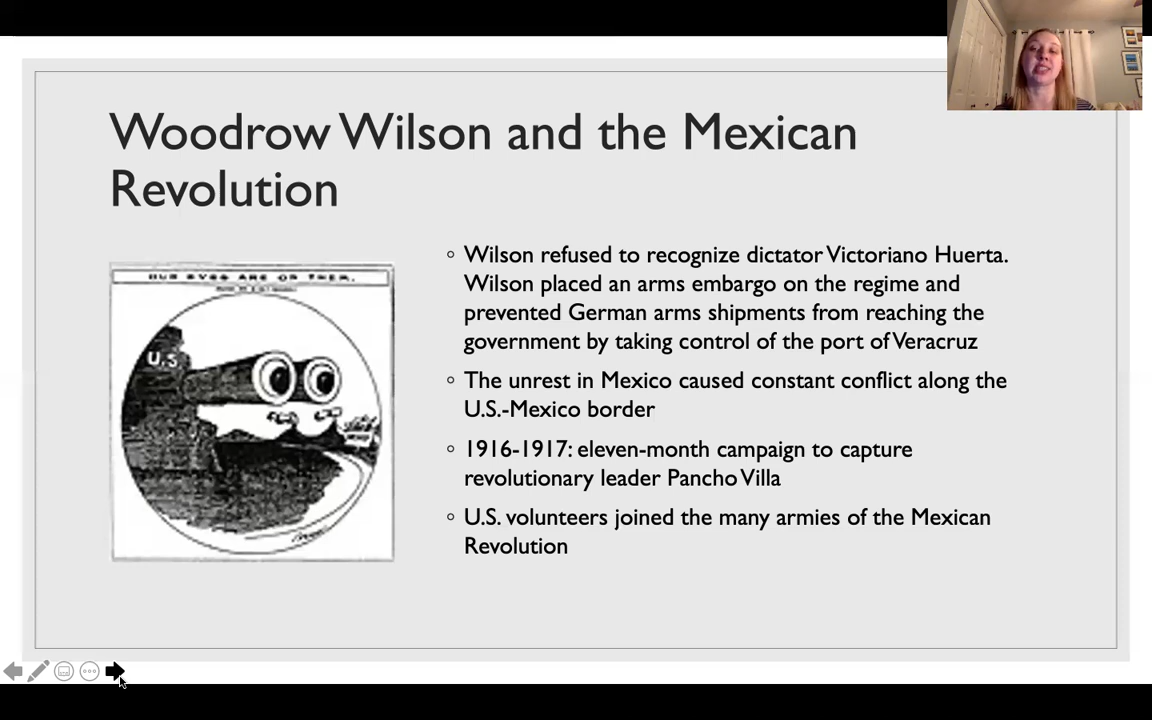 Woodrow Wilson and the Mexican
Revolution
OUR EYES ARE ON THEM.
U.S.
◦ Wilson refused to recognize dictator Victoriano Huerta.
Wilson placed an arms embargo on the regime and
prevented German arms shipments from reaching the
government by taking control of the port of Veracruz
◦ The unrest in Mexico caused constant conflict along the
U.S.-Mexico border
◦ 1916-1917: eleven-month campaign to capture
revolutionary leader Pancho Villa
◦ U.S. volunteers joined the many armies of the Mexican
Revolution